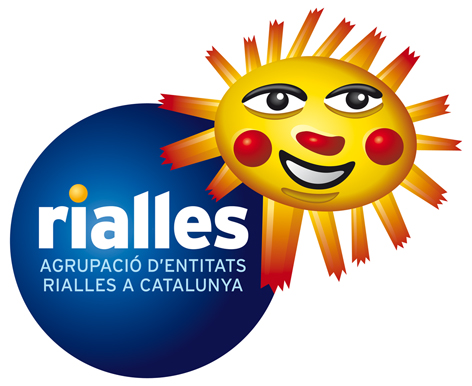 rialles
AGRUPACIÓ D'ENTITATS
RIALLES A CATALUNYA